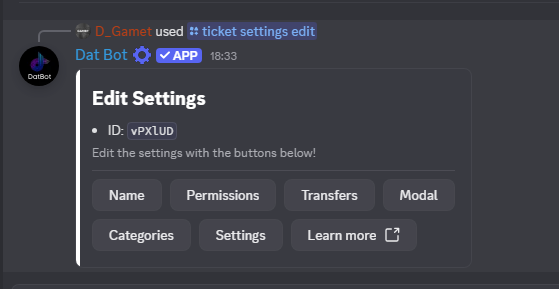 D_Gamet used ticket settings edit
Dat Bot APP 18:33
DatBot
Edit Settings
• ID: vPXlUD
Edit the settings with the buttons below!
Name Permissions Transfers Modal
Categories Settings Learn more